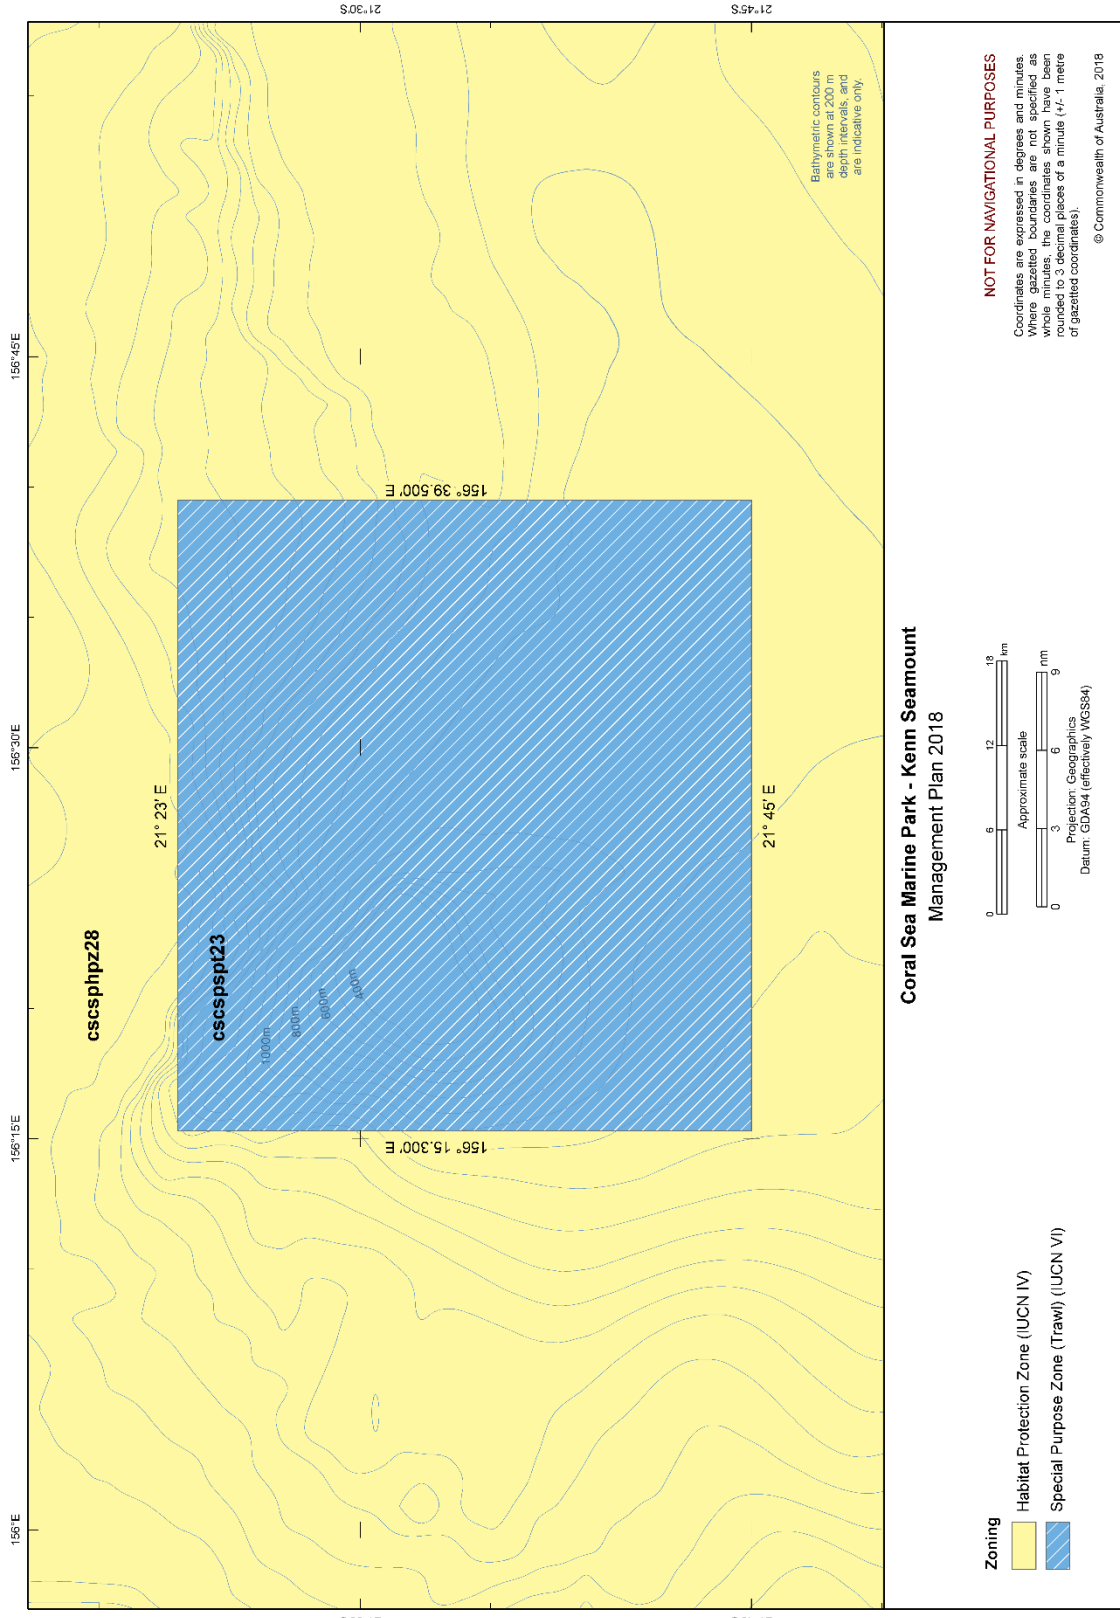 156°E
156°15'E
156°30'E
156°45'E
21°30'S
21°45'S
cscsphpz28
21° 23' E
cscspspt23
1000m
800m
600m
400m
156° 15.300' E
156° 39.500' E
21° 45' E
Bathymetric contours
are shown at 200 m
depth intervals, and
are indicative only.
Coral Sea Marine Park - Kenn Seamount
Management Plan 2018
Zoning
Habitat Protection Zone (IUCN IV)
Special Purpose Zone (Trawl) (IUCN VI)
0 6 12 18
km
Approximate scale
nm
0 3 6 9
Projection: Geographics
Datum: GDA94 (effectively WGS84)
NOT FOR NAVIGATIONAL PURPOSES
Coordinates are expressed in degrees and minutes.
Where gazetted boundaries are not specified as
whole minutes, the coordinates shown have been
rounded to 3 decimal places of a minute (+/- 1 metre
of gazetted coordinates).
© Commonwealth of Australia, 2018